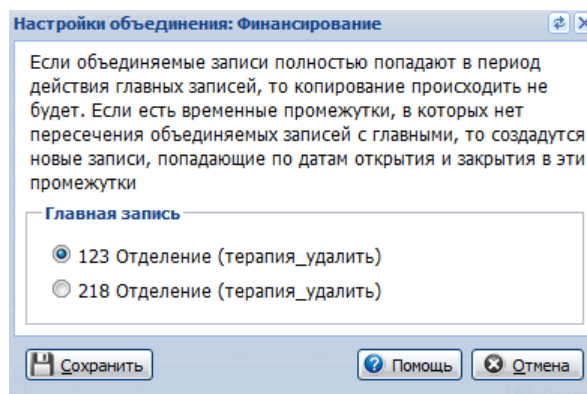 Настройки объединения: Финансирование
Если объединяемые записи полностью попадают в период
действия главных записей, то копирование происходить не
будет. Если есть временные промежутки, в которых нет
пересечения объединяемых записей с главными, то создадутся
новые записи, попадающие по датам открытия и закрытия в эти
промежутки
Главная запись
123 Отделение (терапия_удалить)
218 Отделение (терапия_удалить)
Сохранить Помощь Отмена